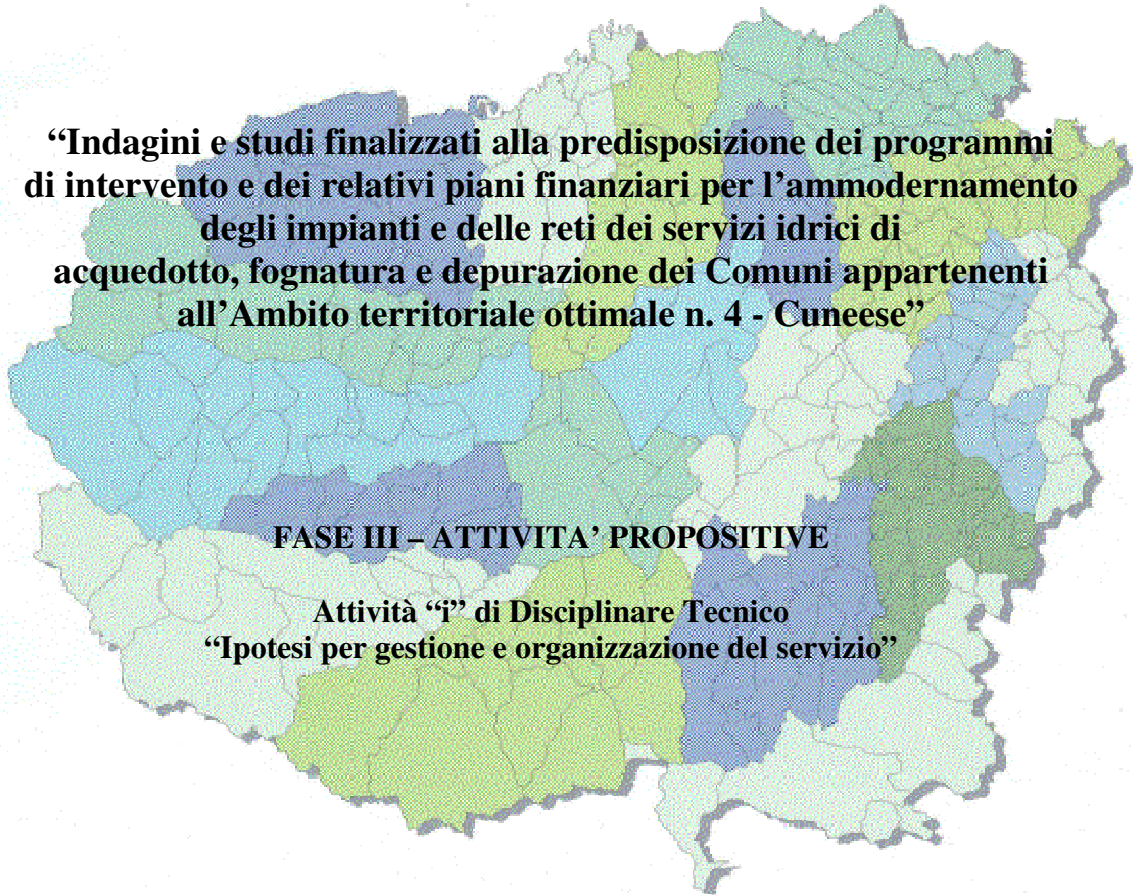 “Indagini e studi finalizzati alla predisposizione dei programmi
di intervento e dei relativi piani finanziari per l’ammodernamento
degli impianti e delle reti dei servizi idrici di
acquedotto, fognatura e depurazione dei Comuni appartenenti
all’Ambito territoriale ottimale n. 4 - Cuneese”
FASE III – ATTIVITA’ PROPOSITIVE
Attività “i” di Disciplinare Tecnico
“Ipotesi per gestione e organizzazione del servizio”